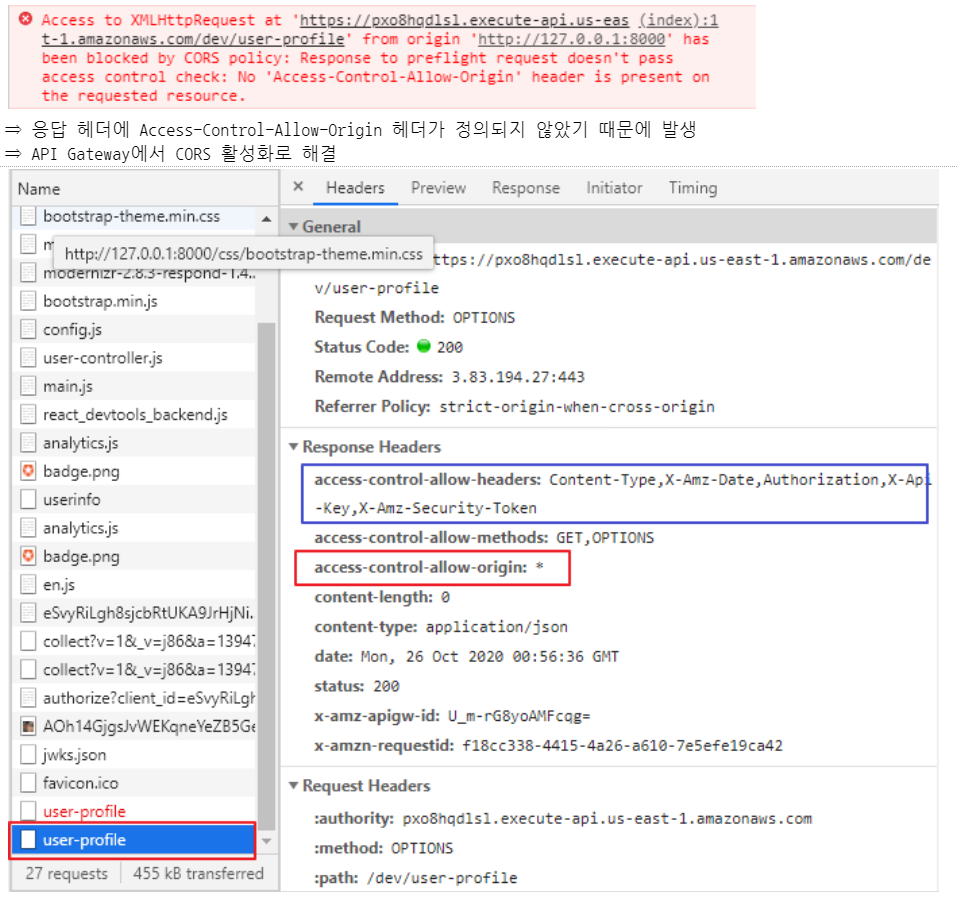 Access to XMLHttpRequest at 'https://pxo8hqdlsl.execute-api.us-eas (index):1
t-1.amazonaws.com/dev/user-profile' from origin 'http://127.0.0.1:8000' has
been blocked by CORS policy: Response to preflight request doesn't pass
access control check: No 'Access-Control-Allow-Origin' header is present on
the requested resource.
⇒ 응답 헤더에 Access-Control-Allow-Origin 헤더가 정의되지 않았기 때문에 발생
⇒ API Gateway에서 CORS 활성화로 해결
Name
bootstrap-theme.min.css
m
http://127.0.0.1:8000/css/bootstrap-theme.min.css
modernizr-2.8.3-respond-1.4..
bootstrap.min.js
config.js
user-controller.js
main.js
react_devtools_backend.js
analytics.js
badge.png
userinfo
analytics.js
badge.png
en.js
eSvyRiLgh8sjcbRtUKA9JrHjNi.
collect?v=1&_v=j86&a=13947
collect?v=1&_v=j86&a=13947
authorize?client_id=eSvyRiLgh
AOh14GjgsJvWEKqneYeZB5Ge
jwks.json
favicon.ico
user-profile
user-profile
27 requests
455 kB transferred
× Headers Preview Response Initiator Timing
General
ttps://pxo8hqdlsl.execute-api.us-east-1.amazonaws.com/de
v/user-profile
Request Method: OPTIONS
Status Code: 200
Remote Address: 3.83.194.27:443
Referrer Policy: strict-origin-when-cross-origin
Response Headers
access-control-allow-headers: Content-Type,X-Amz-Date,Authorization,X-Api
-Key,X-Amz-Security-Token
access-control-allow-methods: GET,OPTIONS
access-control-allow-origin: *
content-length: 0
content-type: application/json
date: Mon, 26 Oct 2020 00:56:36 GMT
status: 200
x-amz-apigw-id: U_m-rG8yoAMFcqg=
x-amzn-requestid: f18cc338-4415-4a26-a610-7e5efe19ca42
Request Headers
:authority: pxo8hqdlsl.execute-api.us-east-1.amazonaws.com
:method: OPTIONS
:path: /dev/user-profile